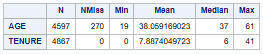 N NMiss Min Mean Median Max
AGE 4597 270 19 38.059169023 37 61
TENURE 4867 0 0 7.8874049723 6 41